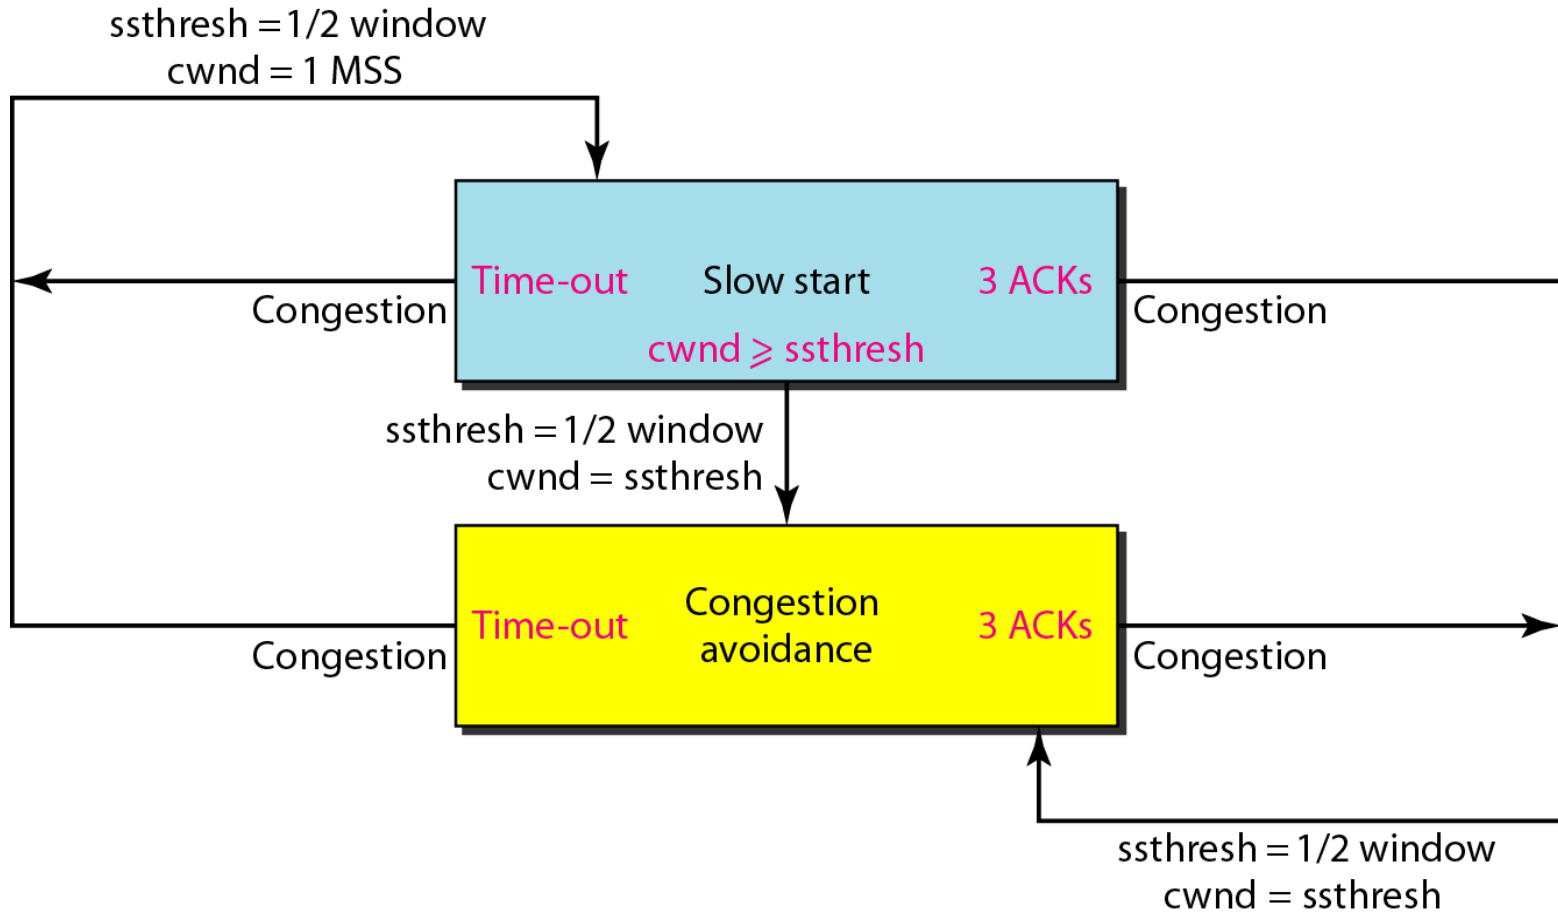 ssthresh = 1/2 window
cwnd = 1 MSS
Time-out
Slow start
3 ACKs
Congestion
Congestion
cwnd ⩾ ssthresh
ssthresh = 1/2 window
cwnd = ssthresh
Congestion
avoidance
Time-out
3 ACKs
Congestion
Congestion
ssthresh = 1/2 window
cwnd = ssthresh